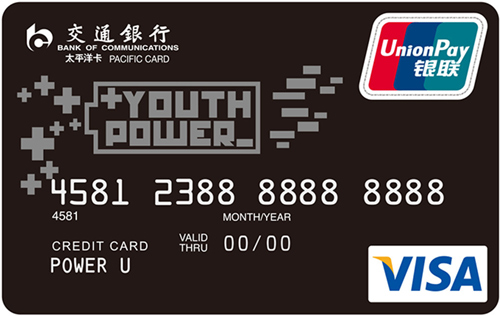 交通銀行
BANK OF COMMUNICATIONS
太平洋卡 PACIFIC CARD
UnionPay
银联
YOUTH
POWER_
4581 2388 8888 8888
4581
MONTH/YEAR
CREDIT CARD
VALID THRU 00/00
POWER U
VISA